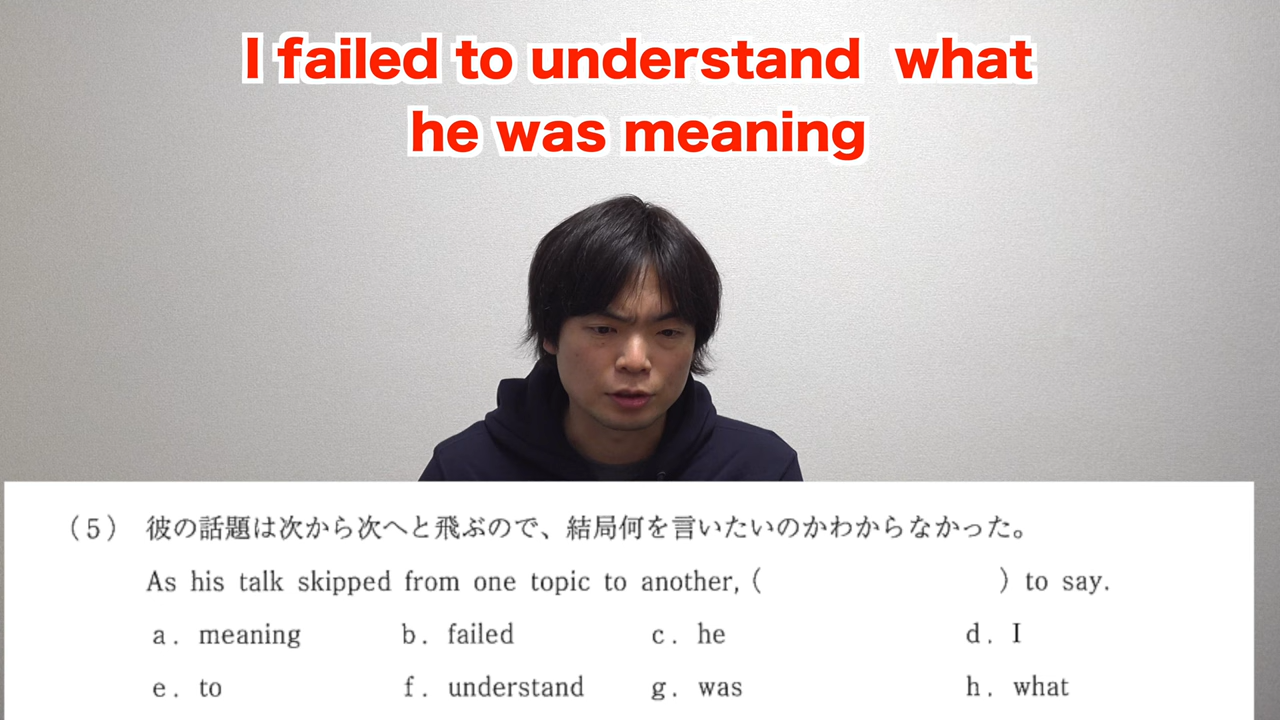 I failed to understand what
he was meaning
(5) 彼の話題は次から次へと飛ぶので、結局何を言いたいのかわからなかった。
As his talk skipped from one topic to another, ( ) to say.
a. meaning b. failed c. he d. I
e. to f. understand g. was h. what